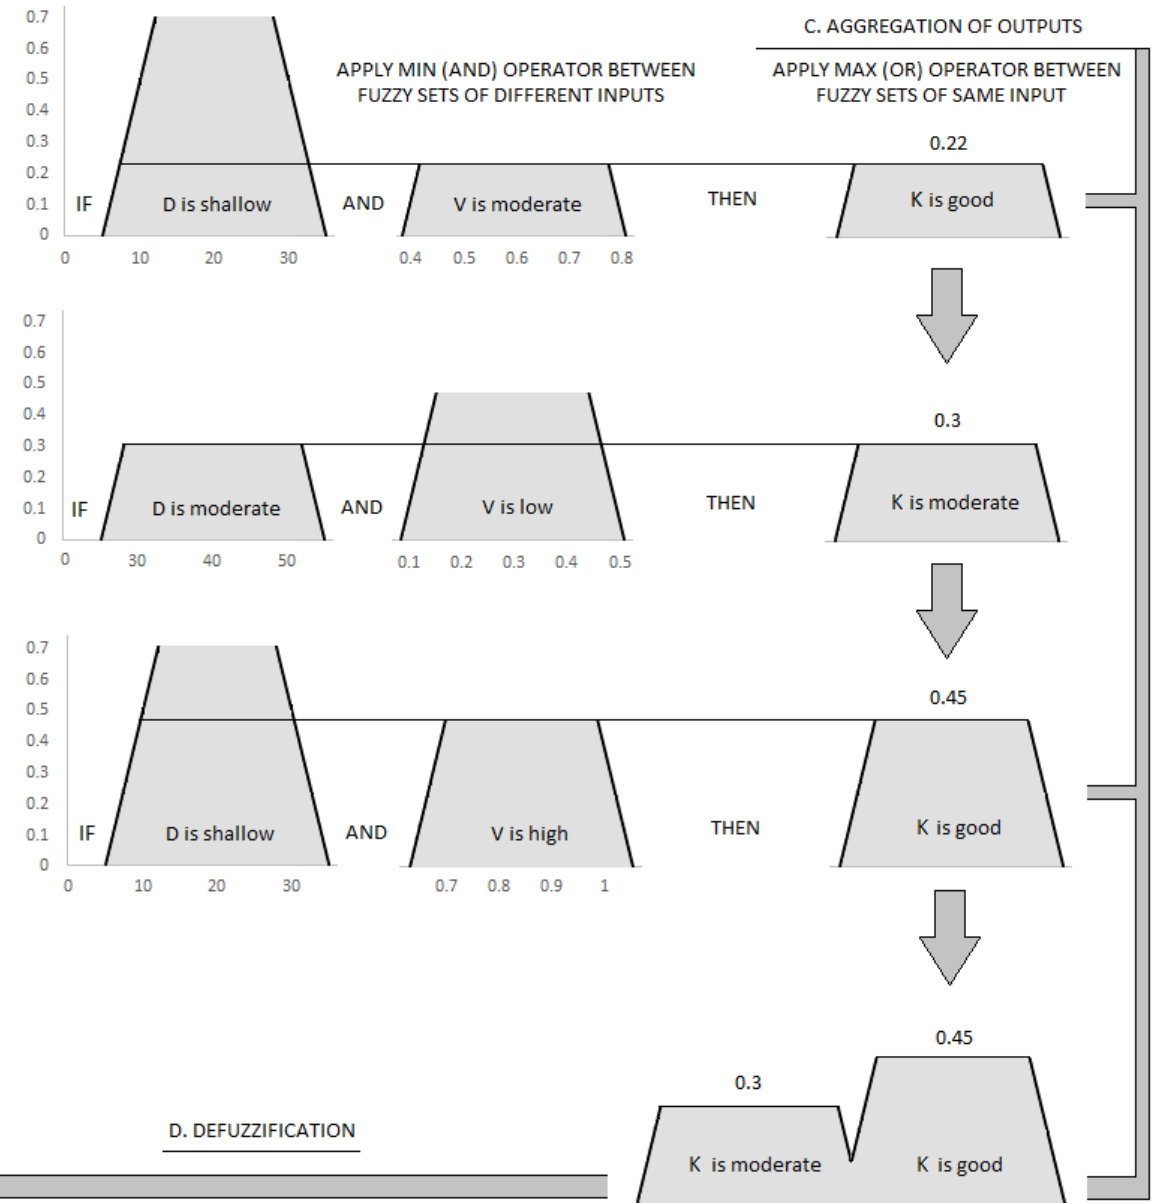 C. AGGREGATION OF OUTPUTS
APPLY MIN (AND) OPERATOR BETWEEN
FUZZY SETS OF DIFFERENT INPUTS
APPLY MAX (OR) OPERATOR BETWEEN
FUZZY SETS OF SAME INPUT
0.7
0.6
0.5
0.4
0.3
0.2
0.1
0
IF
D is shallow
AND
V is moderate
THEN
0.22
K is good
0 10 20 30
0.4 0.5 0.6 0.7 0.8
0.7
0.6
0.5
0.4
0.3
0.2
0.1
0
IF
D is moderate
AND
V is low
THEN
0.3
K is moderate
0 30 40 50
0.1 0.2 0.3 0.4 0.5
0.7
0.6
0.5
0.4
0.3
0.2
0.1
0
IF
D is shallow
AND
V is high
THEN
0.45
K is good
0 10 20 30
0.7 0.8 0.9 1
0.45
0.3
K is moderate
K is good
D. DEFUZZIFICATION